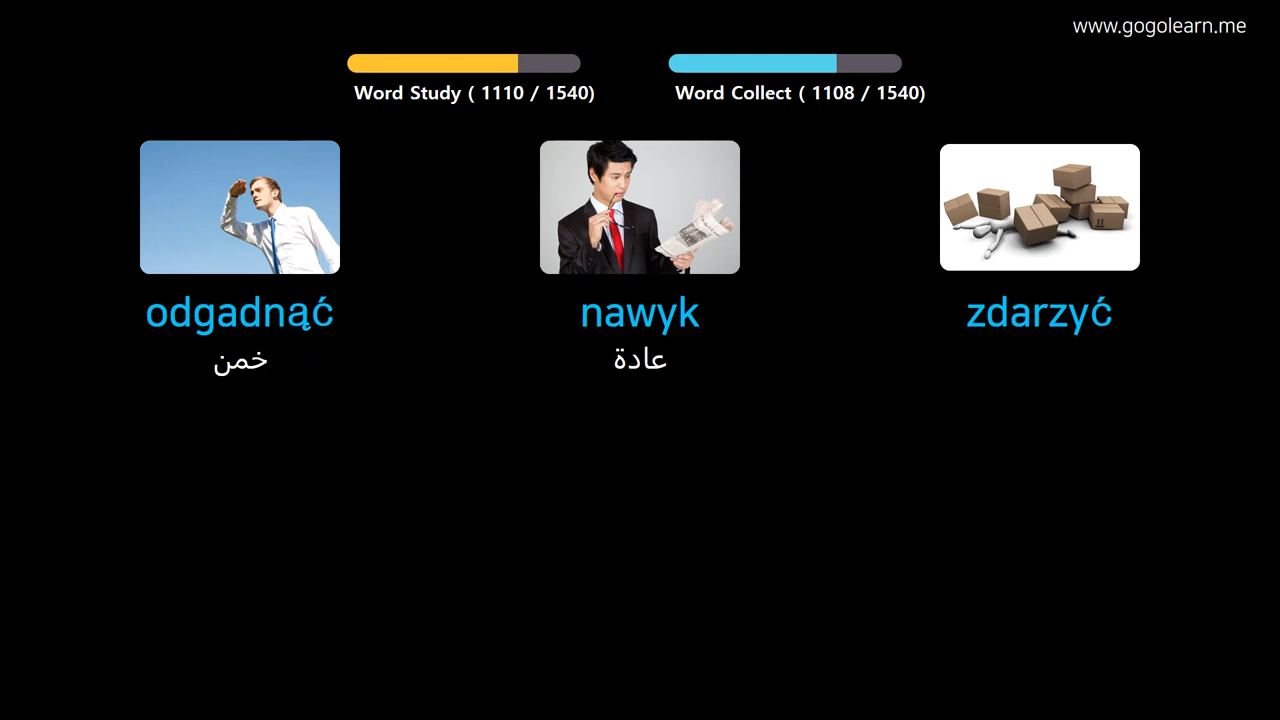 www.gogolearn.me
Word Study ( 1110 / 1540)
Word Collect ( 1108 / 1540)
odgadnąć
nawyk
zdarzyć
خمن
عادة